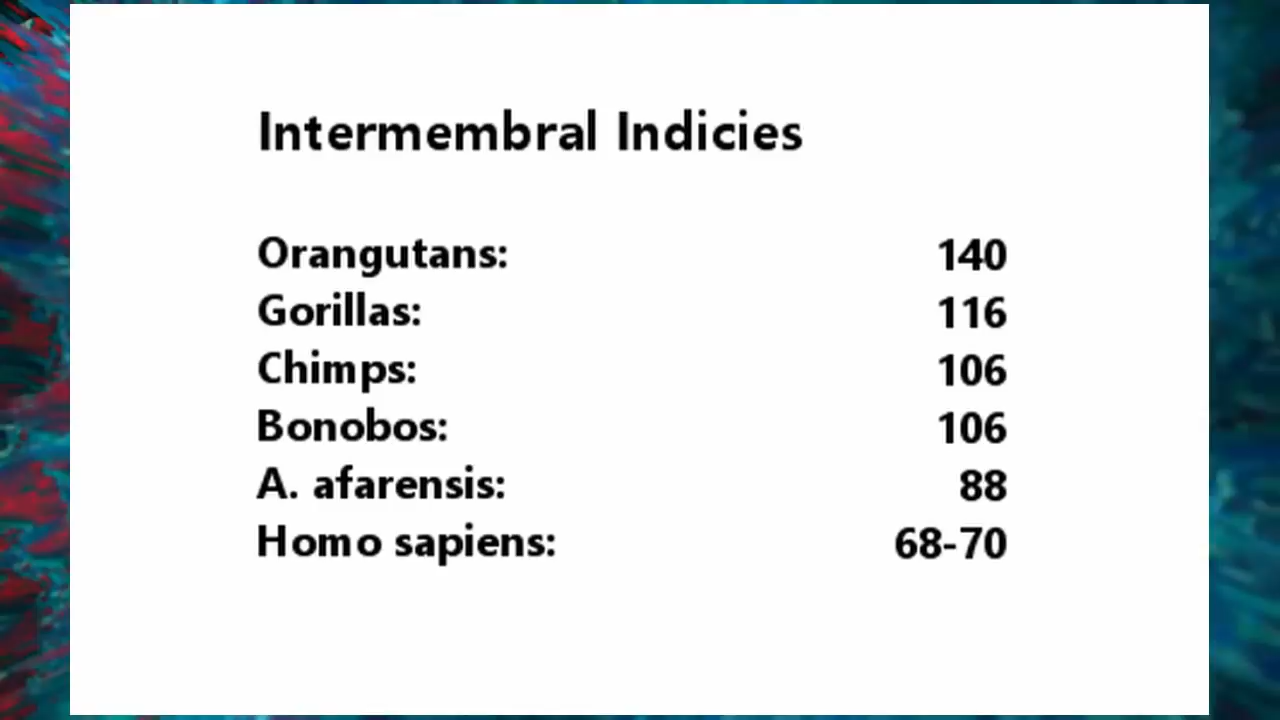 Intermembral Indicies
Orangutans: 140
Gorillas: 116
Chimps: 106
Bonobos: 106
A. afarensis: 88
Homo sapiens: 68-70